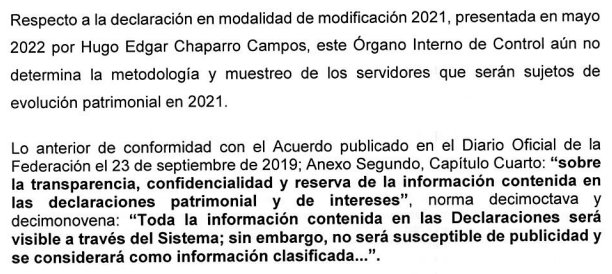 Respecto a la declaración en modalidad de modificación 2021, presentada en mayo
2022 por Hugo Edgar Chaparro Campos, este Órgano Interno de Control aún no
determina la metodología y muestreo de los servidores que serán sujetos de
evolución patrimonial en 2021.
Lo anterior de conformidad con el Acuerdo publicado en el Diario Oficial de la
Federación el 23 de septiembre de 2019; Anexo Segundo, Capítulo Cuarto: “sobre
la transparencia, confidencialidad y reserva de la información contenida en
las declaraciones patrimonial y de intereses”, norma decimoctava y
decimonovena: “Toda la información contenida en las Declaraciones será
visible a través del Sistema; sin embargo, no será susceptible de publicidad y
se considerará como información clasificada...”.